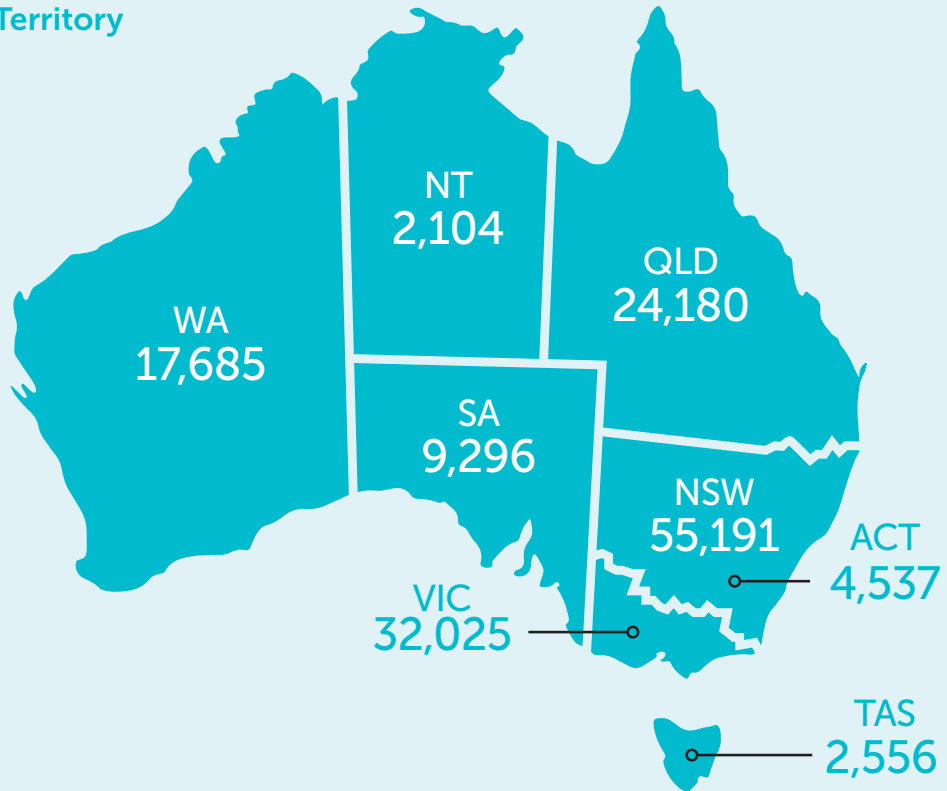 Territory
NT
2,104
QLD
24,180
WA
17,685
SA
9,296
NSW
55,191
ACT
4,537
VIC
32,025
TAS
2,556